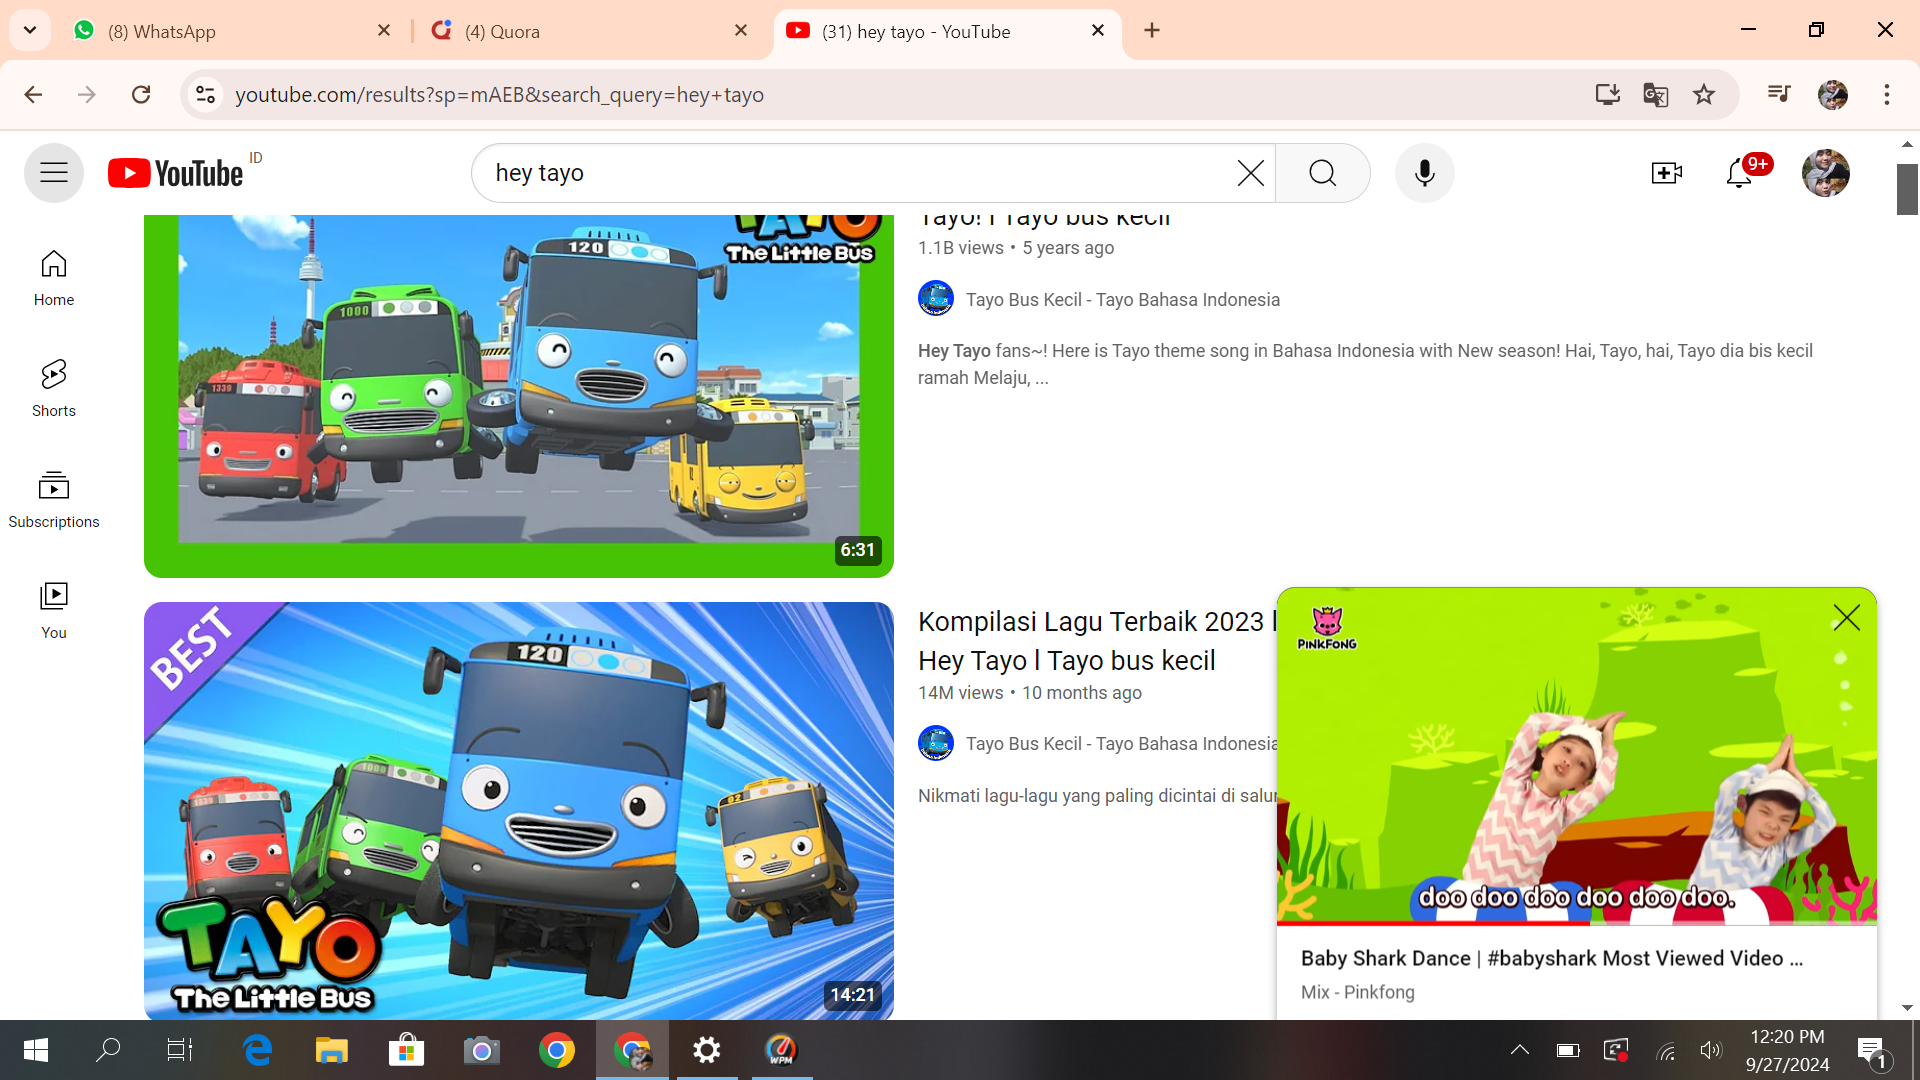 (8) WhatsApp
(4) Quora
(31) hey tayo - YouTube
youtube.com/results?sp=mAEB&search_query=hey+tayo
YouTube ID
hey tayo
9+
Home
Shorts
Subscriptions
You
TAYO
The Little Bus
120
1000
1339
6:31
Tayo! l Tayo bus kecil
1.1B views • 5 years ago
Tayo Bus Kecil - Tayo Bahasa Indonesia
Hey Tayo fans~! Here is Tayo theme song in Bahasa Indonesia with New season! Hai, Tayo, hai, Tayo dia bis kecil
ramah Melaju, ...
BEST
120
1000
02
TAYO
The Little Bus
14:21
Kompilasi Lagu Terbaik 2023 l
Hey Tayo l Tayo bus kecil
14M views • 10 months ago
Tayo Bus Kecil - Tayo Bahasa Indonesia
Nikmati lagu-lagu yang paling dicintai di
PINKFONG
doo doo doo doo doo doo.
Baby Shark Dance | #babyshark Most Viewed Video ...
Mix - Pinkfong
WPM
12:20 PM
9/27/2024
1